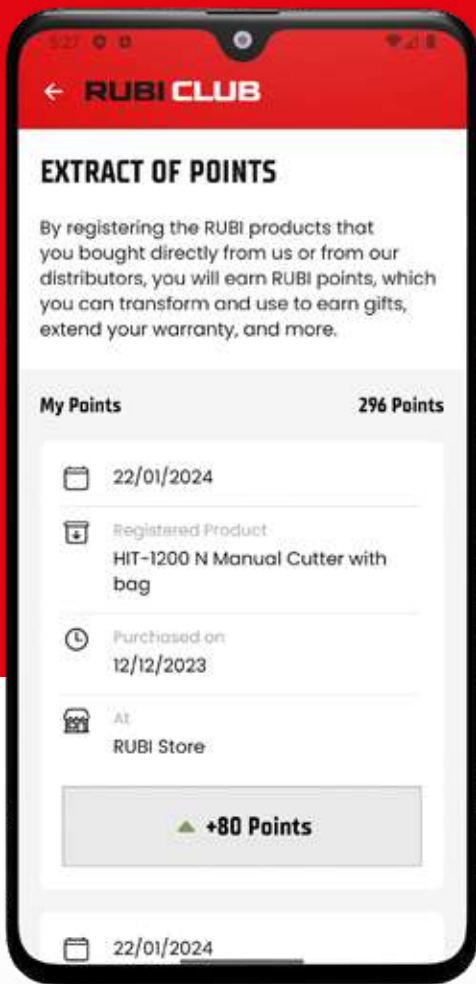 5:27
RUBI CLUB
EXTRACT OF POINTS
By registering the RUBI products that
you bought directly from us or from our
distributors, you will earn RUBI points, which
you can transform and use to earn gifts,
extend your warranty, and more.
My Points 296 Points
22/01/2024
Registered Product
HIT-1200 N Manual Cutter with
bag
Purchased on
12/12/2023
At
RUBI Store
+80 Points
22/01/2024